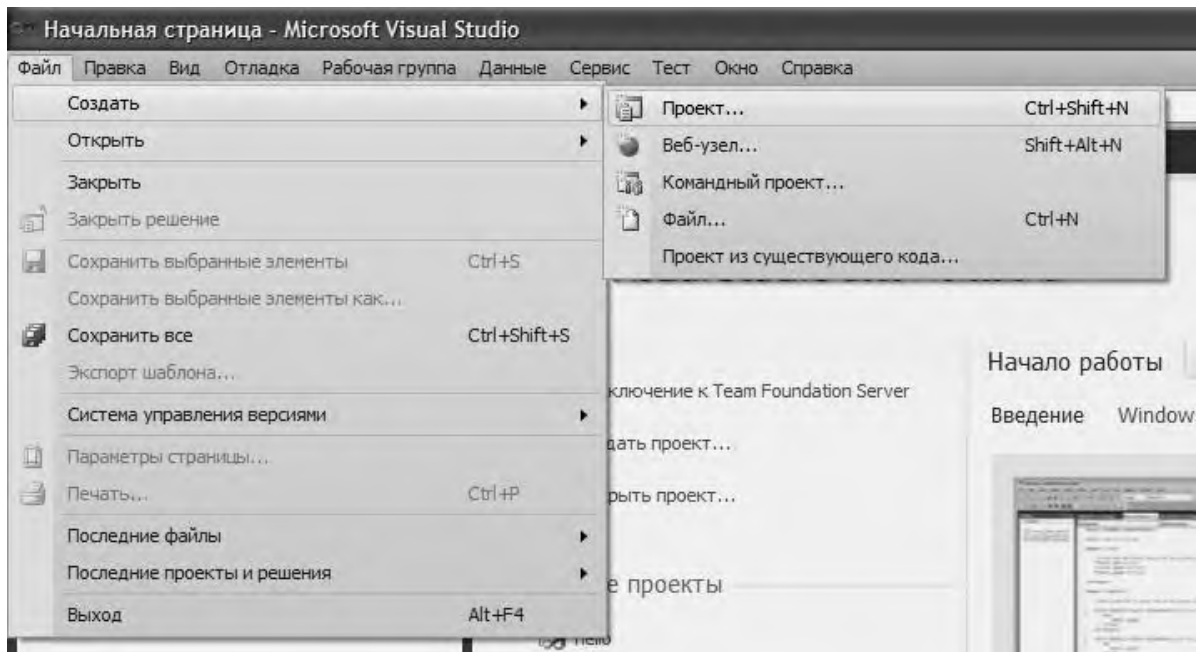 Начальная страница - Microsoft Visual Studio
Файл Правка Вид Отладка Рабочая группа Данные Сервис Тест Окно Справка
Создать
Открыть
Закрыть
Закрыть решение
Сохранить выбранные элементы Ctrl+S
Сохранить выбранные элементы как...
Сохранить все Ctrl+Shift+S
Экспорт шаблона...
Система управления версиями
Параметры страницы...
Печать... Ctrl+P
Последние файлы
Последние проекты и решения
Выход Alt+F4
Проект... Ctrl+Shift+N
Веб-узел... Shift+Alt+N
Командный проект...
Файл... Ctrl+N
Проект из существующего кода...
ключение к Team Foundation Server
дать проект...
рыть проект...
е проекты
Начало работы
Введение Window